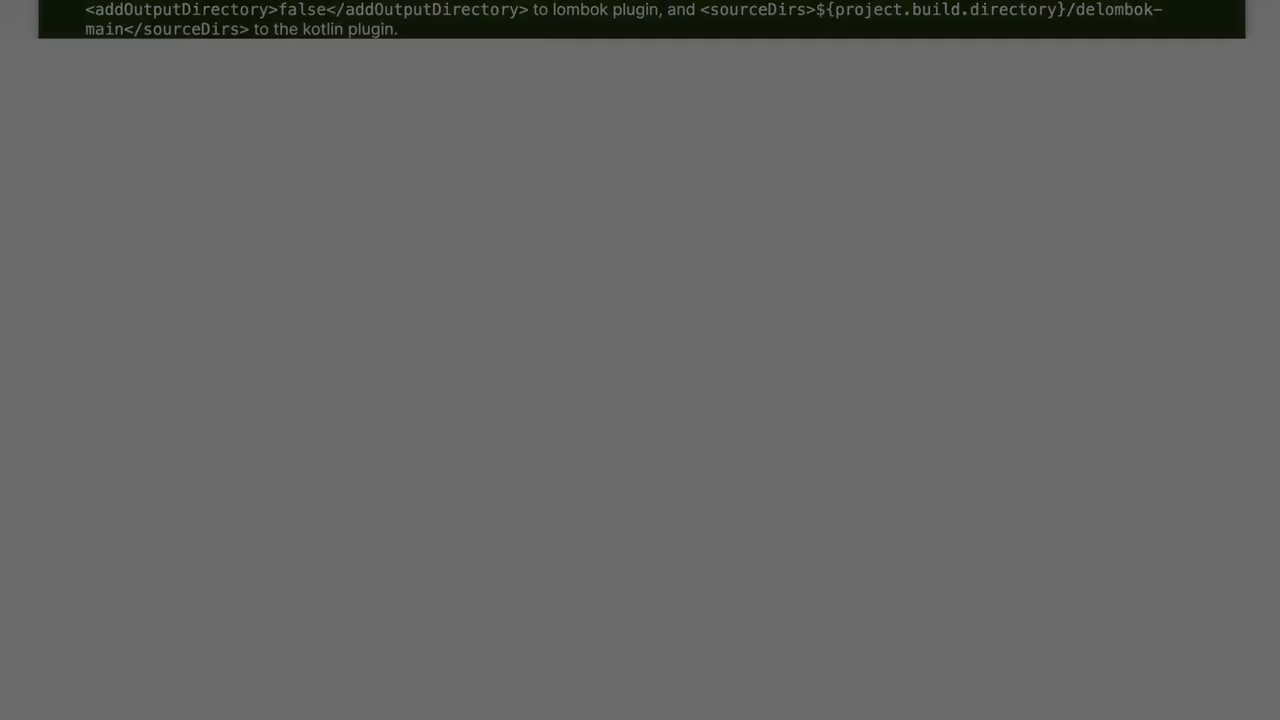 <addOutputDirectory>false</addOutputDirectory> to lombok plugin, and <sourceDirs>${project.build.directory}/delombok-
main</sourceDirs> to the kotlin plugin.